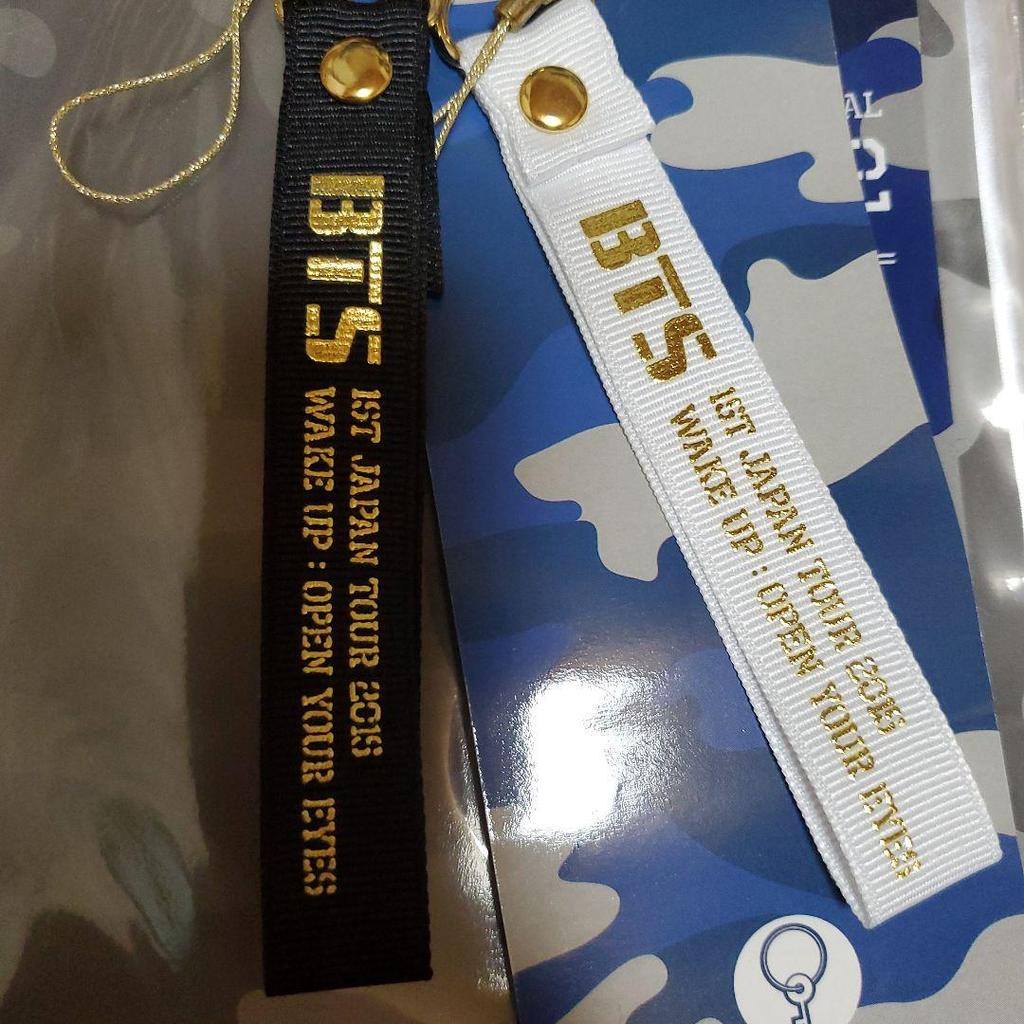 BTS
1ST JAPAN TOUR 2015
WAKE UP : OPEN YOUR EYES
BTS
1ST JAPAN TOUR 2015
WAKE UP : OPEN YOUR EYES
AL